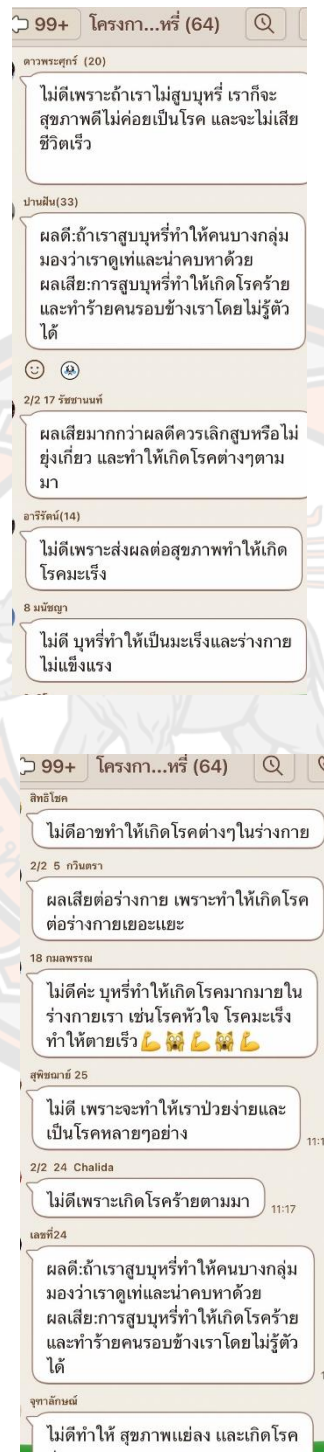 99+ โครงกา...หรี่ (64)
ดาวพระศุกร์ (20)
ไม่ดีเพราะถ้าเราไม่สูบบุหรี่ เราก็จะ
สุขภาพดีไม่ค่อยเป็นโรค และจะไม่เสีย
ชีวิตเร็ว
ปานฝัน(33)
ผลดี:ถ้าเราสูบบุหรี่ทำให้คนบางกลุ่ม
มองว่าเราดูเท่และน่าคบหาด้วย
ผลเสีย:การสูบบุหรี่ทำให้เกิดโรคร้าย
และทำร้ายคนรอบข้างเราโดยไม่รู้ตัว
ได้
2/2 17 รัชชานนท์
ผลเสียมากกว่าผลดีควรเลิกสูบหรือไม่
ยุ่งเกี่ยว และทำให้เกิดโรคต่างๆตาม
มา
อารีรัตน์(14)
ไม่ดีเพราะส่งผลต่อสุขภาพทำให้เกิด
โรคมะเร็ง
8 มนัชญา
ไม่ดี บุหรี่ทำให้เป็นมะเร็งและร่างกาย
ไม่แข็งแรง
99+ โครงกา...หรี่ (64)
สิทธิโชค
ไม่ดีอาขทำให้เกิดโรคต่างๆในร่างกาย
2/2 5 กวินตรา
ผลเสียต่อร่างกาย เพราะทำให้เกิดโรค
ต่อร่างกายเยอะแยะ
18 กมลพรรณ
ไม่ดีค่ะ บุหรี่ทำให้เกิดโรคมากมายใน
ร่างกายเรา เช่นโรคหัวใจ โรคมะเร็ง
ทำให้ตายเร็ว💪🙀💪🙀💪
สุพิชฌาย์ 25
ไม่ดี เพราะจะทำให้เราป่วยง่ายและ
เป็นโรคหลายๆอย่าง
2/2 24 Chalida
ไม่ดีเพราะเกิดโรคร้ายตามมา
11:17
เลขที่24
ผลดี:ถ้าเราสูบบุหรี่ทำให้คนบางกลุ่ม
มองว่าเราดูเท่และน่าคบหาด้วย
ผลเสีย:การสูบบุหรี่ทำให้เกิดโรคร้าย
และทำร้ายคนรอบข้างเราโดยไม่รู้ตัว
ได้
จุฑาลักษณ์
ไม่ดีทำให้ สุขภาพแย่ลง และเกิดโรค